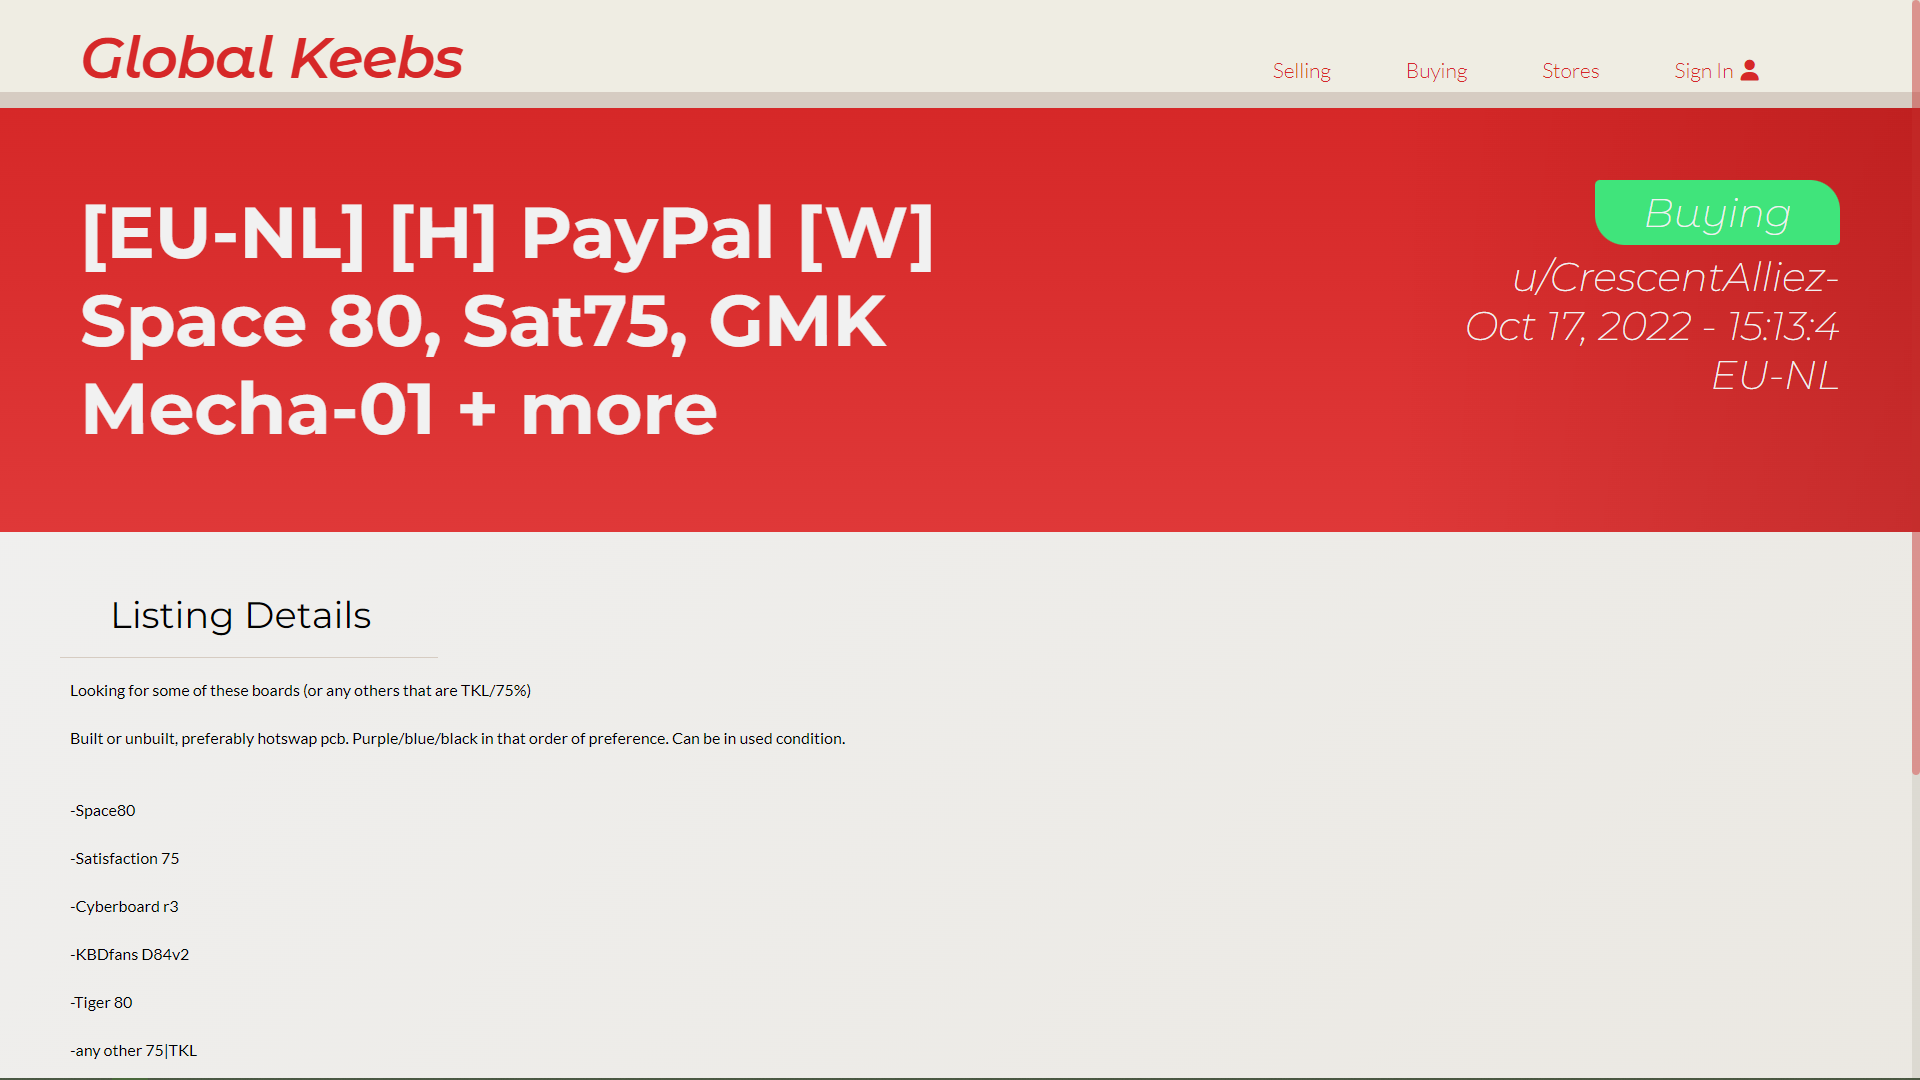 Global Keebs
Selling
Buying
Stores
Sign In
[EU-NL] [H] PayPal [W]
Space 80, Sat75, GMK
Mecha-01 + more
Buying
u/CrescentAlliez-
Oct 17, 2022 - 15:13:4
EU-NL
Listing Details
Looking for some of these boards (or any others that are TKL/75%)
Built or unbuilt, preferably hotswap pcb. Purple/blue/black in that order of preference. Can be in used condition.
-Space80
-Satisfaction 75
-Cyberboard r3
-KBDfans D84v2
-Tiger 80
-any other 75|TKL